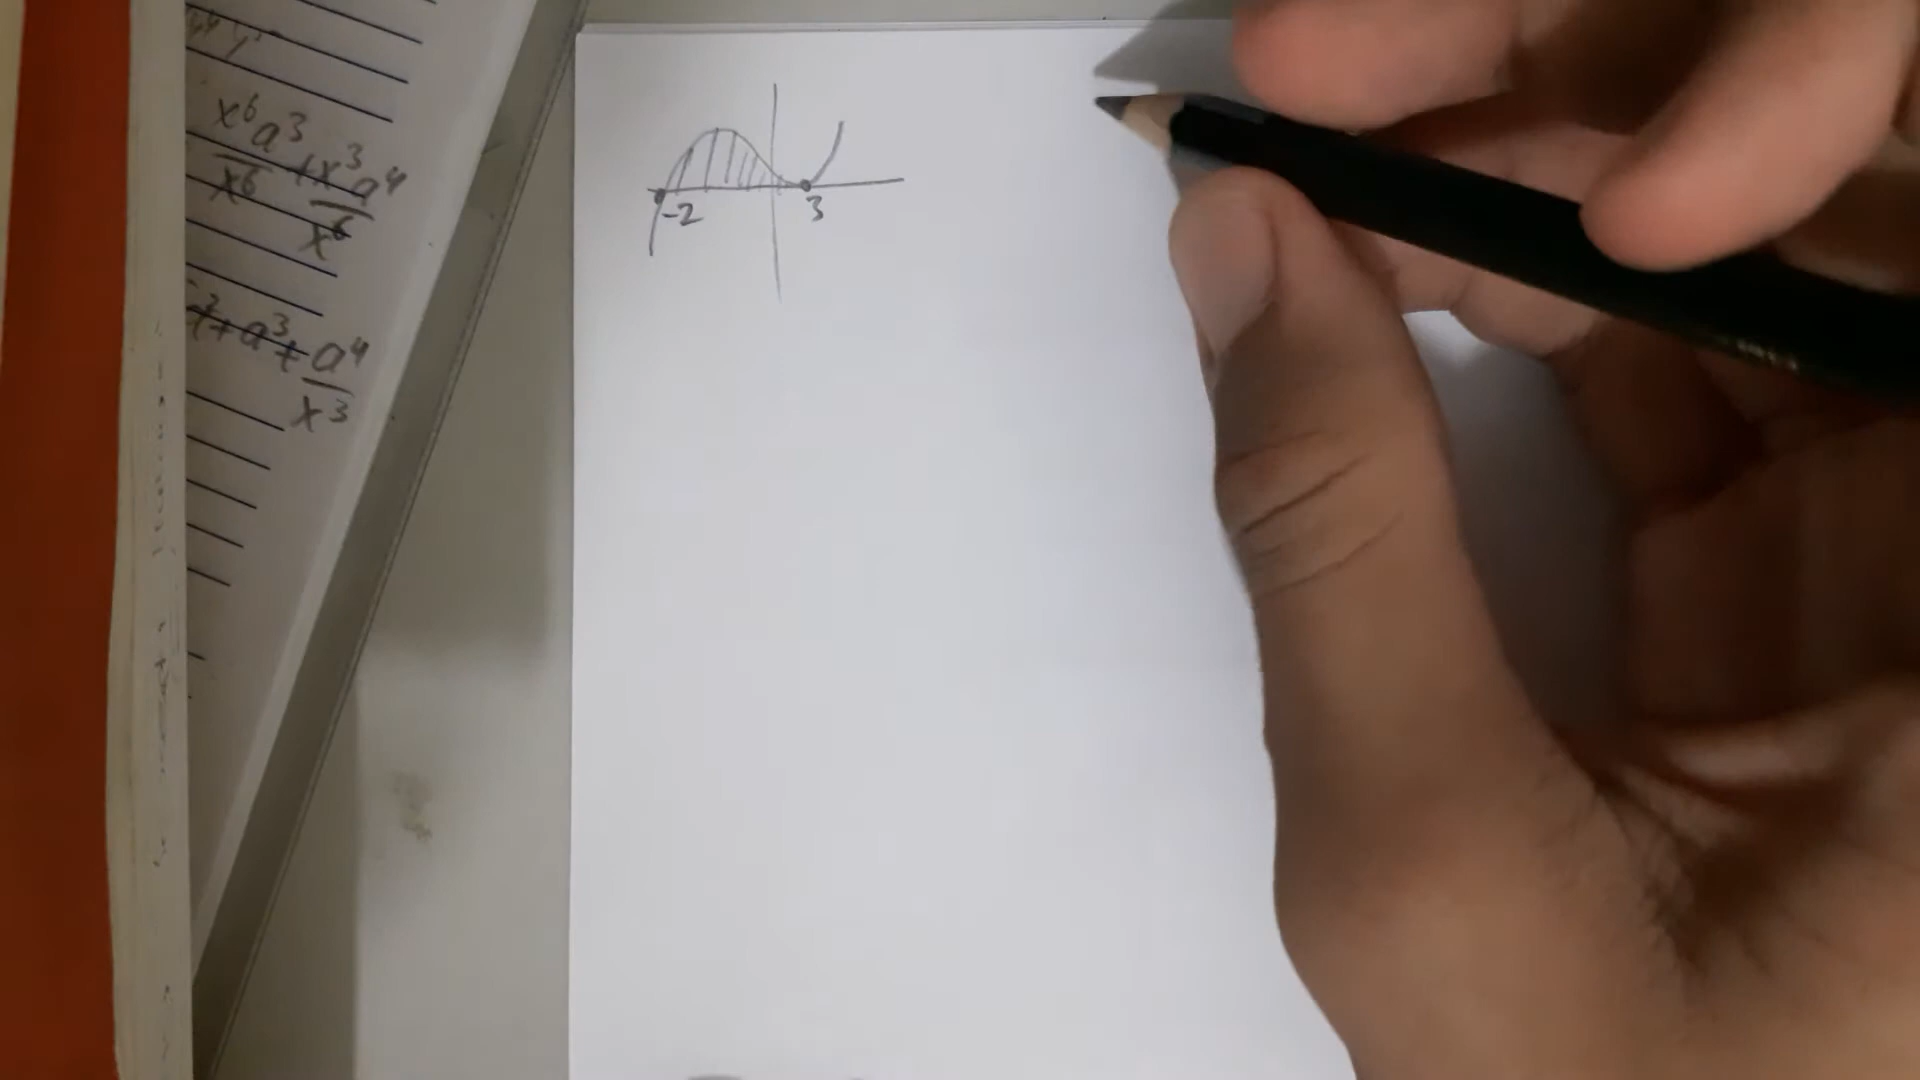 x⁶a³/x⁶ + x³a⁴/x⁶
a³ + a⁴/x³
-2 3